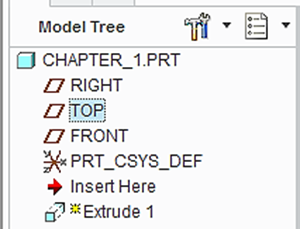 Model Tree
CHAPTER_1.PRT
RIGHT
TOP
FRONT
PRT_CSYS_DEF
Insert Here
Extrude 1